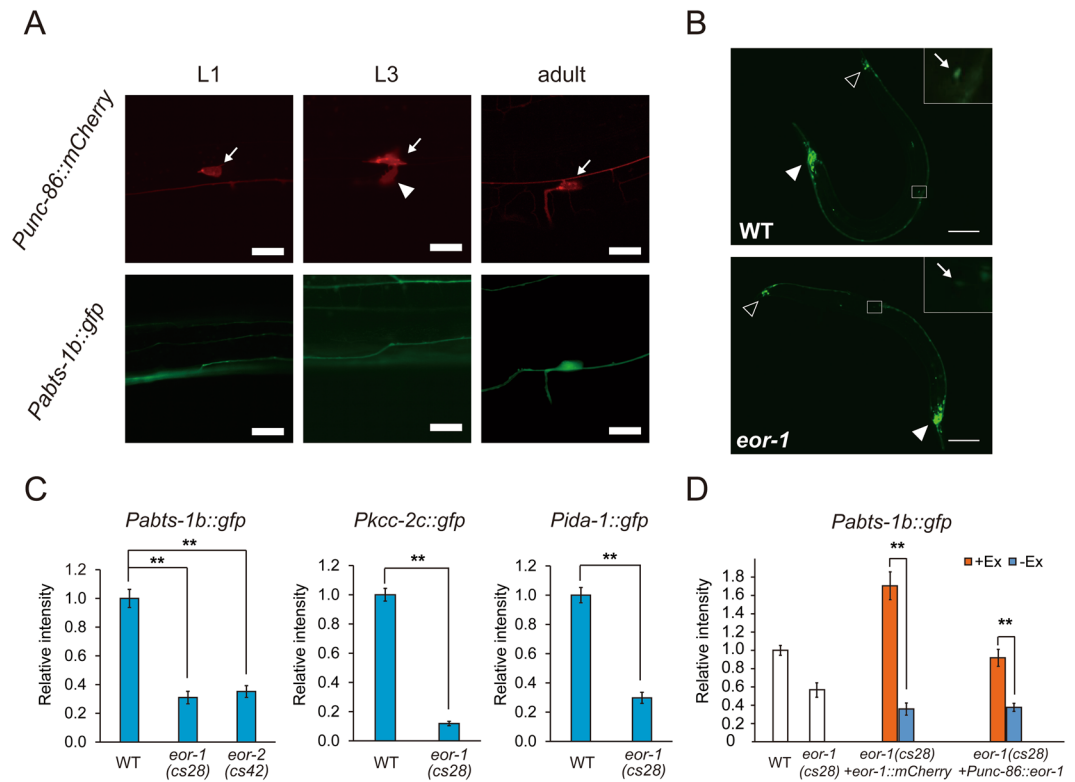 A
L1
L3
adult
Punc-86::mCherry
Pabts-1b::gfp
B
WT
eor-1
C
Pabts-1b::gfp
**
**
Relative intensity
1.2
1.0
0.8
0.6
0.4
0.2
0.0
WT
eor-1
(cs28)
eor-2
(cs42)
Pkcc-2c::gfp
**
Relative intensity
1.2
1.0
0.8
0.6
0.4
0.2
0.0
WT
eor-1
(cs28)
Pida-1::gfp
**
Relative intensity
1.2
1.0
0.8
0.6
0.4
0.2
0.0
WT
eor-1
(cs28)
D
Pabts-1b::gfp
+Ex -Ex
**
**
Relative intensity
1.6
1.4
1.2
1.0
0.8
0.6
0.4
0.2
0
WT
eor-1
(cs28)
eor-1(cs28)
+eor-1::mCherry
eor-1(cs28)
+Punc-86::eor-1